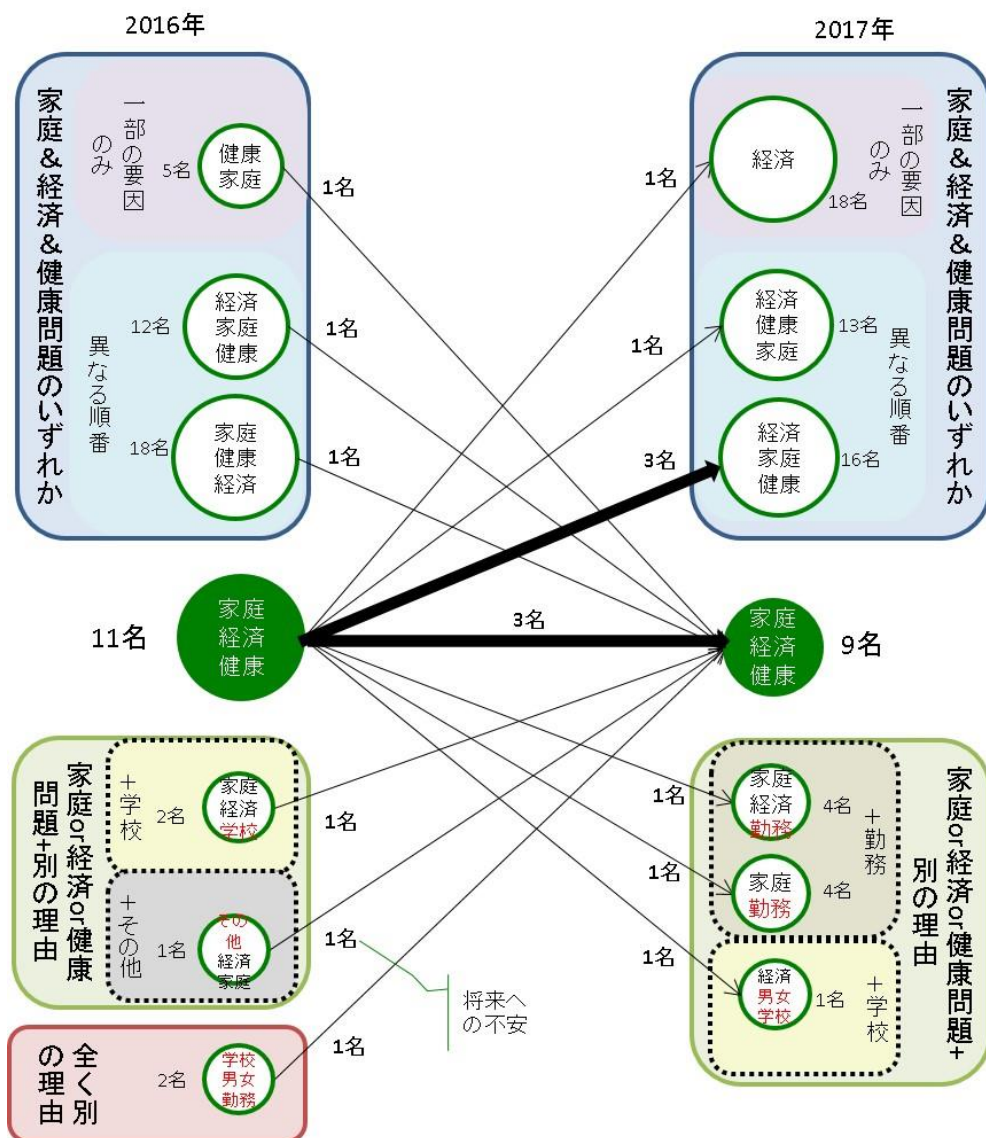 2016年
家庭&経済&健康問題のいずれか
一部の要因
のみ
5名
健康
家庭
異なる順番
12名
経済
家庭
健康
18名
家庭
健康
経済
1名
1名
1名
11名
家庭
経済
健康
家庭or経済or健康
問題+別の理由
+学校
2名
家庭
経済
学校
+その他
1名
その
他
経済
家庭
全く別
の理由
2名
学校
男女
勤務
1名
1名
1名
将来へ
の不安
2017年
家庭&経済&健康問題のいずれか
一部の要因
のみ
1名
経済
18名
異なる順番
1名
経済
健康
家庭
13名
3名
経済
家庭
健康
16名
3名
家庭
経済
健康
9名
家庭or経済or健康問題+
別の理由
+勤務
1名
家庭
経済
勤務
4名
1名
家庭
勤務
4名
+学校
1名
経済
男女
学校
1名